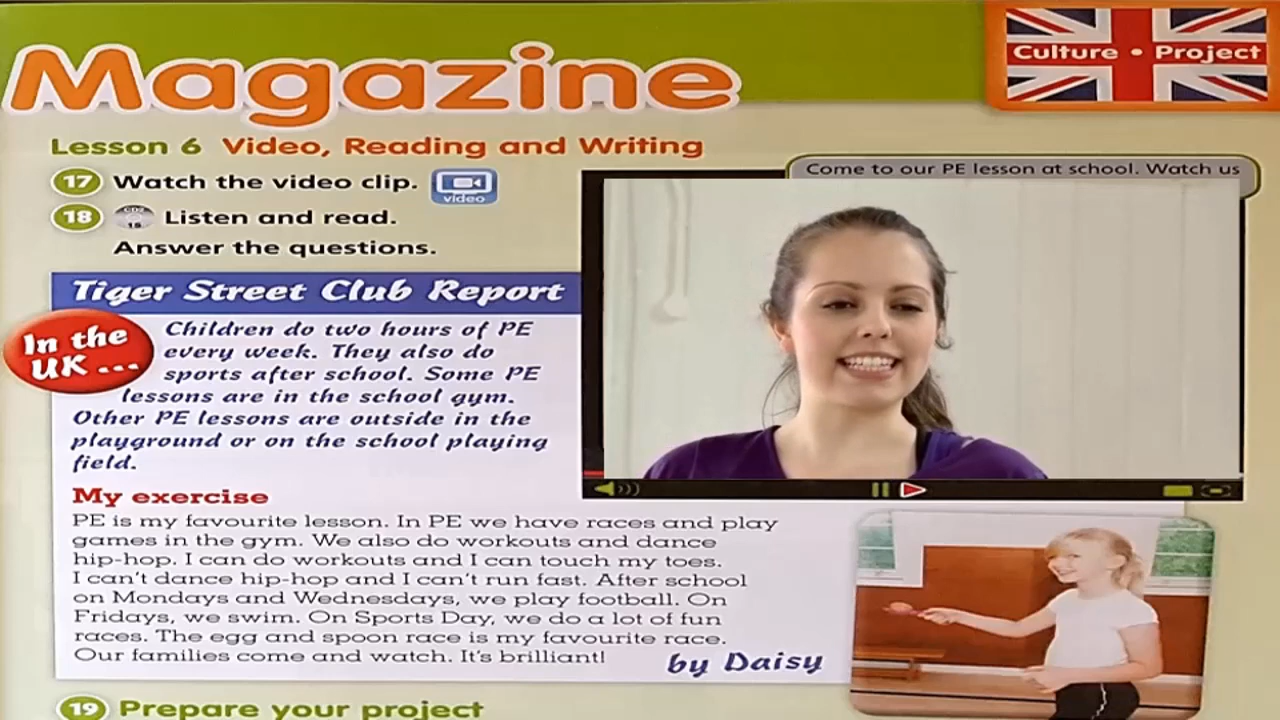 Culture • Project
Magazine
Lesson 6 Video, Reading and Writing
17 Watch the video clip.
video
18 Listen and read.
Answer the questions.
Come to our PE lesson at school. Watch us
Tiger Street Club Report
In the
UK ...
Children do two hours of PE
every week. They also do
sports after school. Some PE
lessons are in the school gym.
Other PE lessons are outside in the
playground or on the school playing
field.
My exercise
PE is my favourite lesson. In PE we have races and play
games in the gym. We also do workouts and dance
hip-hop. I can do workouts and I can touch my toes.
I can't dance hip-hop and I can't run fast. After school
on Mondays and Wednesdays, we play football. On
Fridays, we swim. On Sports Day, we do a lot of fun
races. The egg and spoon race is my favourite race.
Our families come and watch. It's brilliant!
by Daisy
19 Prepare your project